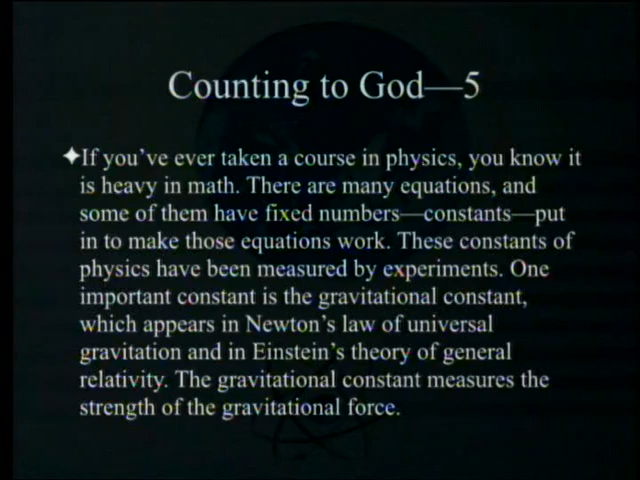 Counting to God—5
✦If you've ever taken a course in physics, you know it
is heavy in math. There are many equations, and
some of them have fixed numbers—constants—put
in to make those equations work. These constants of
physics have been measured by experiments. One
important constant is the gravitational constant,
which appears in Newton's law of universal
gravitation and in Einstein's theory of general
relativity. The gravitational constant measures the
strength of the gravitational force.